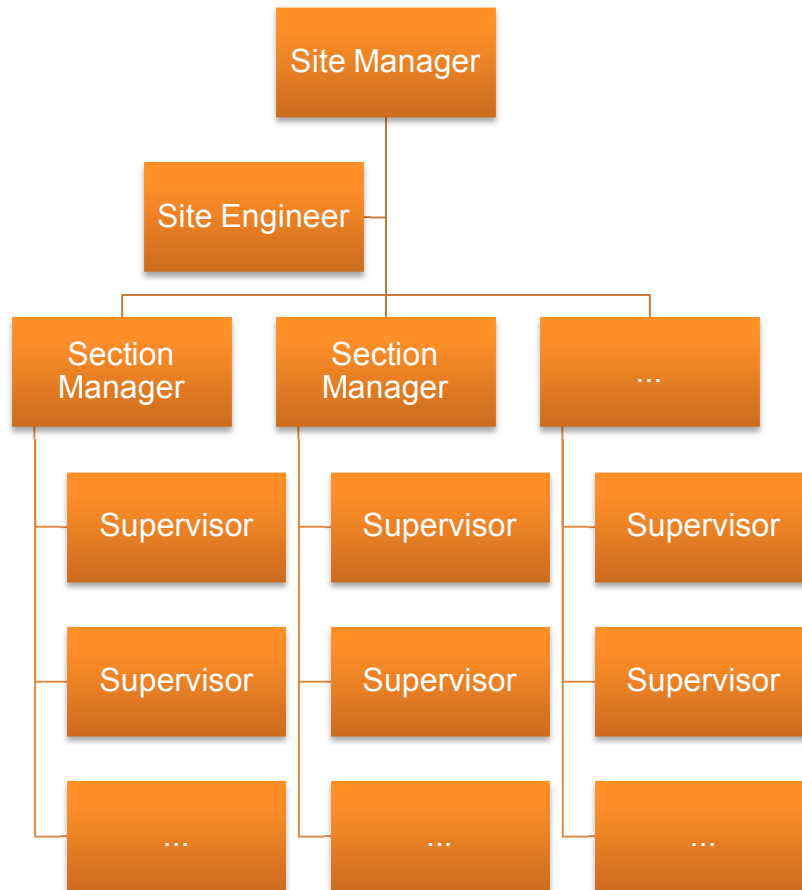 Site Manager
Site Engineer
Section
Manager
Section
Manager
...
Supervisor
Supervisor
Supervisor
Supervisor
Supervisor
Supervisor
...
...
...